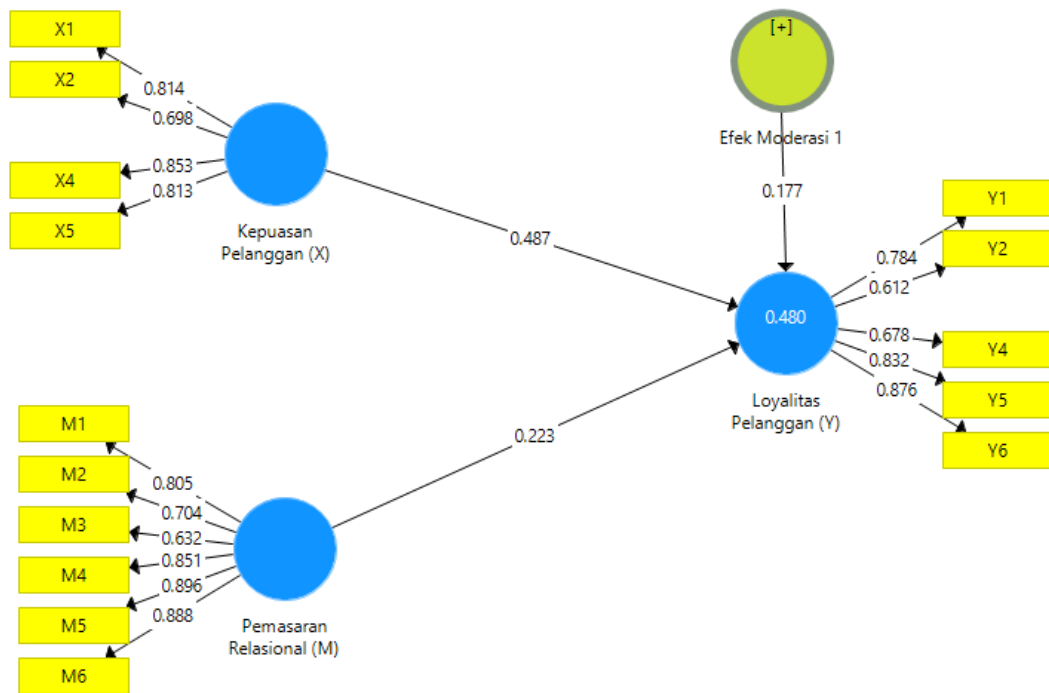 X1
X2
X4
X5
0.814
0.698
0.853
0.813
Kepuasan
Pelanggan (X)
[+]
Efek Moderasi 1
0.177
0.487
0.223
0.480
Loyalitas
Pelanggan (Y)
0.784
0.612
0.678
0.832
0.876
Y1
Y2
Y4
Y5
Y6
M1
M2
M3
M4
M5
M6
0.805
0.704
0.632
0.851
0.896
0.888
Pemasaran
Relasional (M)